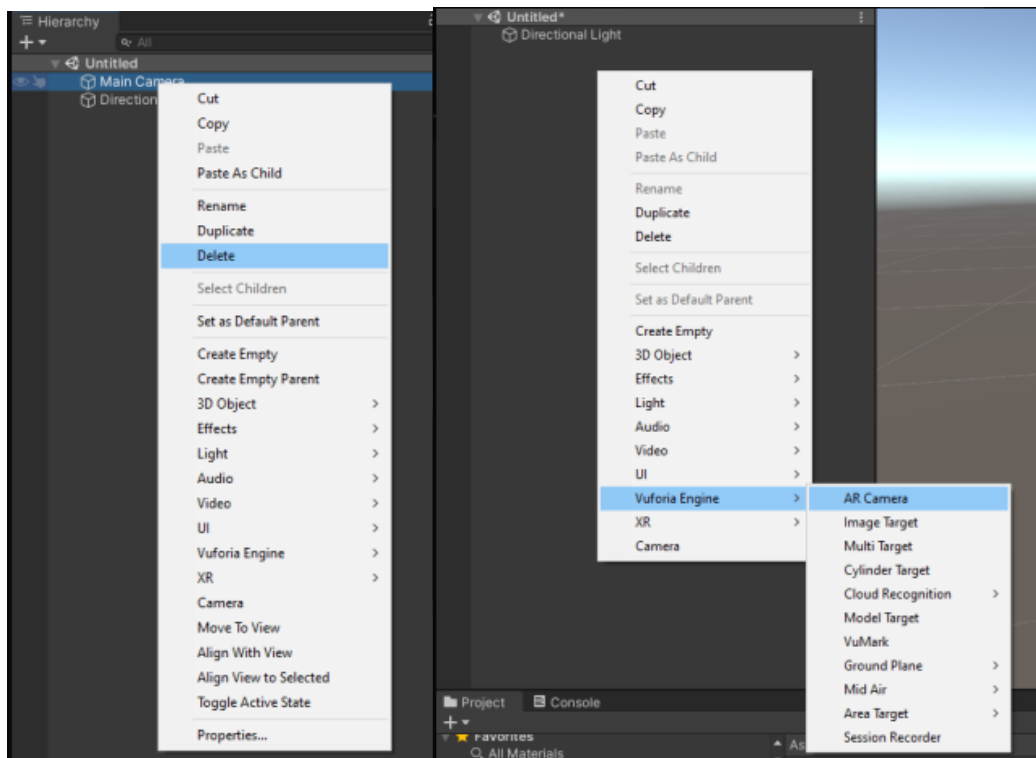 Hierarchy
All
Untitled
Main Camera
Direction
Cut
Copy
Paste
Paste As Child
Rename
Duplicate
Delete
Select Children
Set as Default Parent
Create Empty
Create Empty Parent
3D Object
Effects
Light
Audio
Video
UI
Vuforia Engine
XR
Camera
Move To View
Align With View
Align View to Selected
Toggle Active State
Properties...
Untitled*
Directional Light
Cut
Copy
Paste
Paste As Child
Rename
Duplicate
Delete
Select Children
Set as Default Parent
Create Empty
3D Object
Effects
Light
Audio
Video
UI
Vuforia Engine
XR
Camera
AR Camera
Image Target
Multi Target
Cylinder Target
Cloud Recognition
Model Target
VuMark
Ground Plane
Mid Air
Area Target
Session Recorder
Project Console
Favorites
All Materials
As